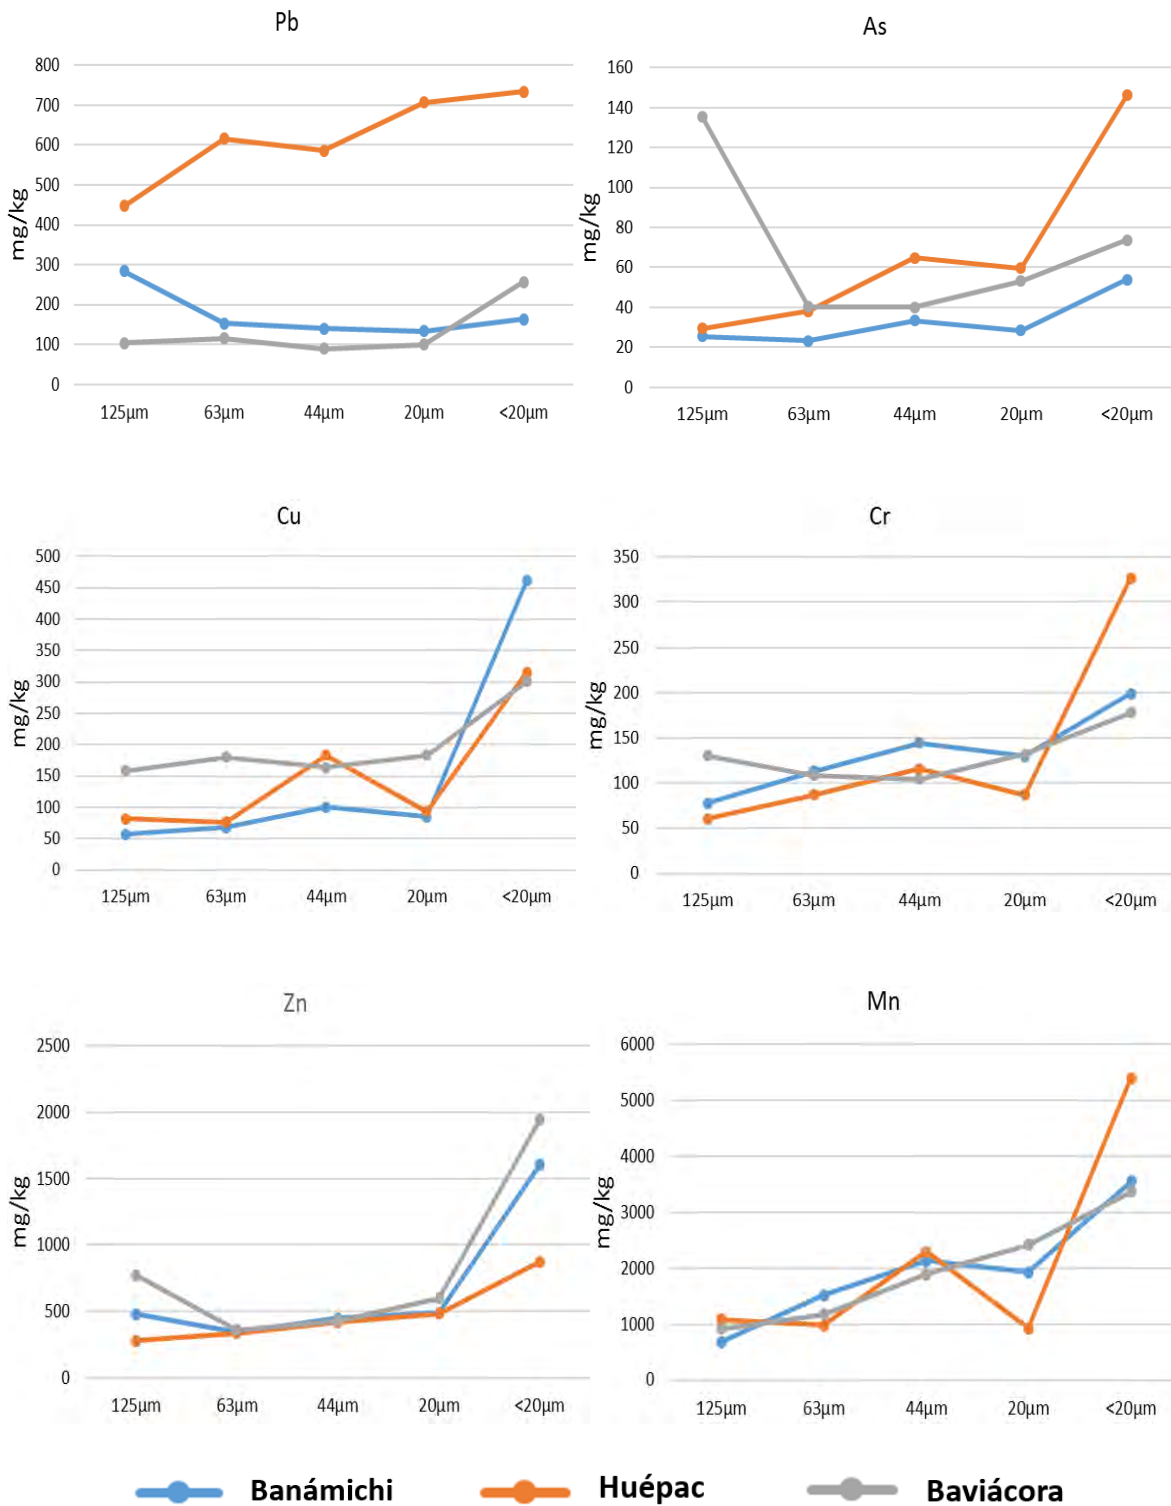 Pb
800
700
600
500
400
300
200
100
0
mg/kg
125µm 63µm 44µm 20µm <20µm
As
160
140
120
100
80
60
40
20
0
mg/kg
125µm 63µm 44µm 20µm <20µm
Cu
500
450
400
350
300
250
200
150
100
50
0
mg/kg
125µm 63µm 44µm 20µm <20µm
Cr
350
300
250
200
150
100
50
0
mg/kg
125µm 63µm 44µm 20µm <20µm
Zn
2500
2000
1500
1000
500
0
mg/kg
125µm 63µm 44µm 20µm <20µm
Mn
6000
5000
4000
3000
2000
1000
0
mg/kg
125µm 63µm 44µm 20µm <20µm
Banámichi Huépac Baviácora